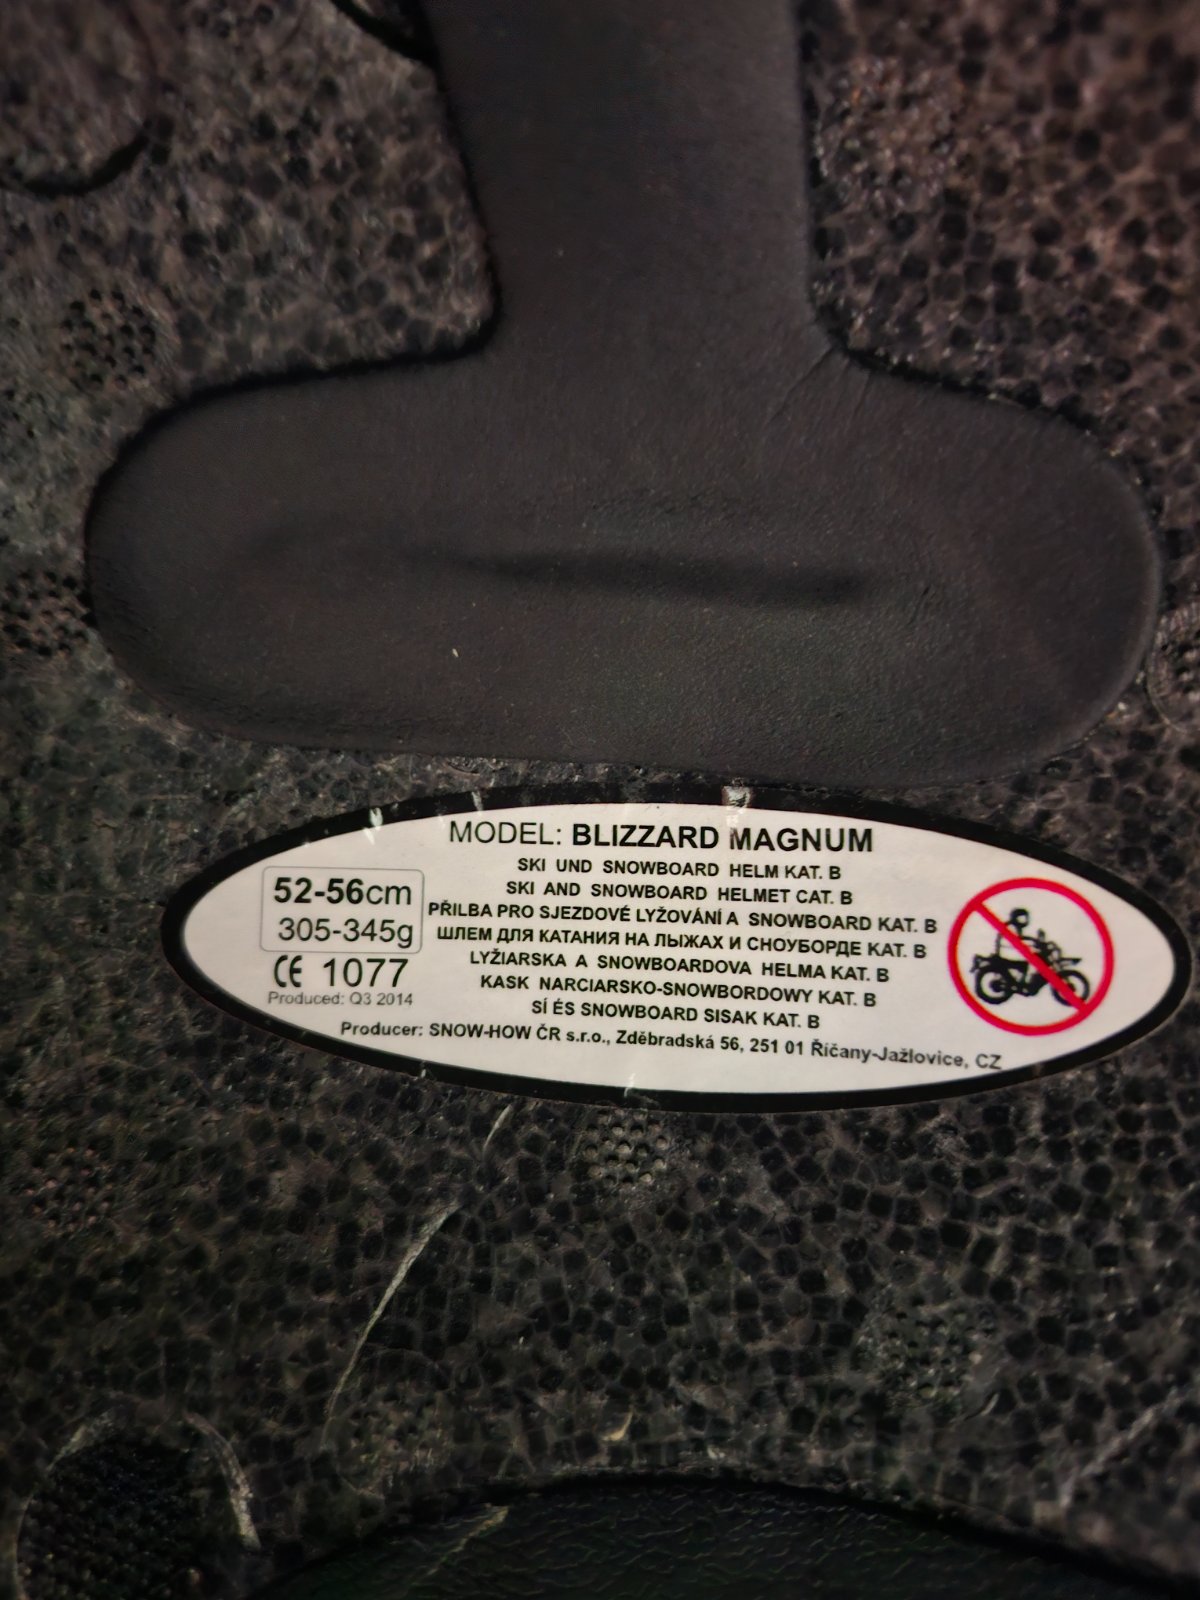 MODEL: BLIZZARD MAGNUM
SKI UND SNOWBOARD HELM KAT. B
SKI AND SNOWBOARD HELMET CAT. B
PŘILBA PRO SJEZDOVÉ LYŽOVÁNÍ A SNOWBOARD KAT. B
ШЛЕМ ДЛЯ КАТАНИЯ НА ЛЫЖАХ И СНОУБОРДЕ КАТ. B
LYŽIARSKA A SNOWBOARDOVA HELMA KAT. B
KASK NARCIARSKO-SNOWBORDOWY KAT. B
SÍ ÉS SNOWBOARD SISAK KAT. B
52-56cm
305-345g
CE 1077
Produced: Q3 2014
Producer: SNOW-HOW ČR s.r.o., Zděbradská 56, 251 01 Říčany-Jažlovice, CZ